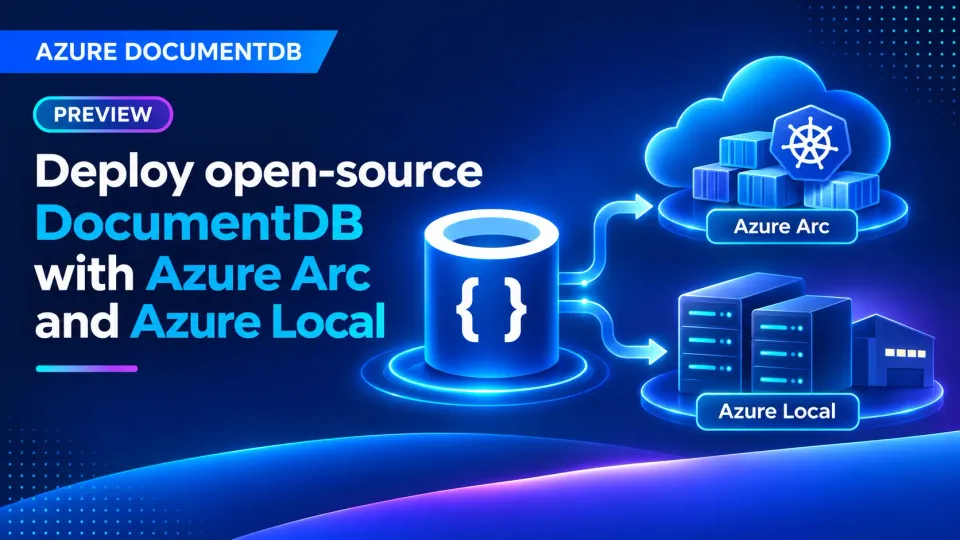 AZURE DOCUMENTDB
PREVIEW
Deploy open-source
DocumentDB
with Azure Arc
and Azure Local
{ }
Azure Arc
Azure Local